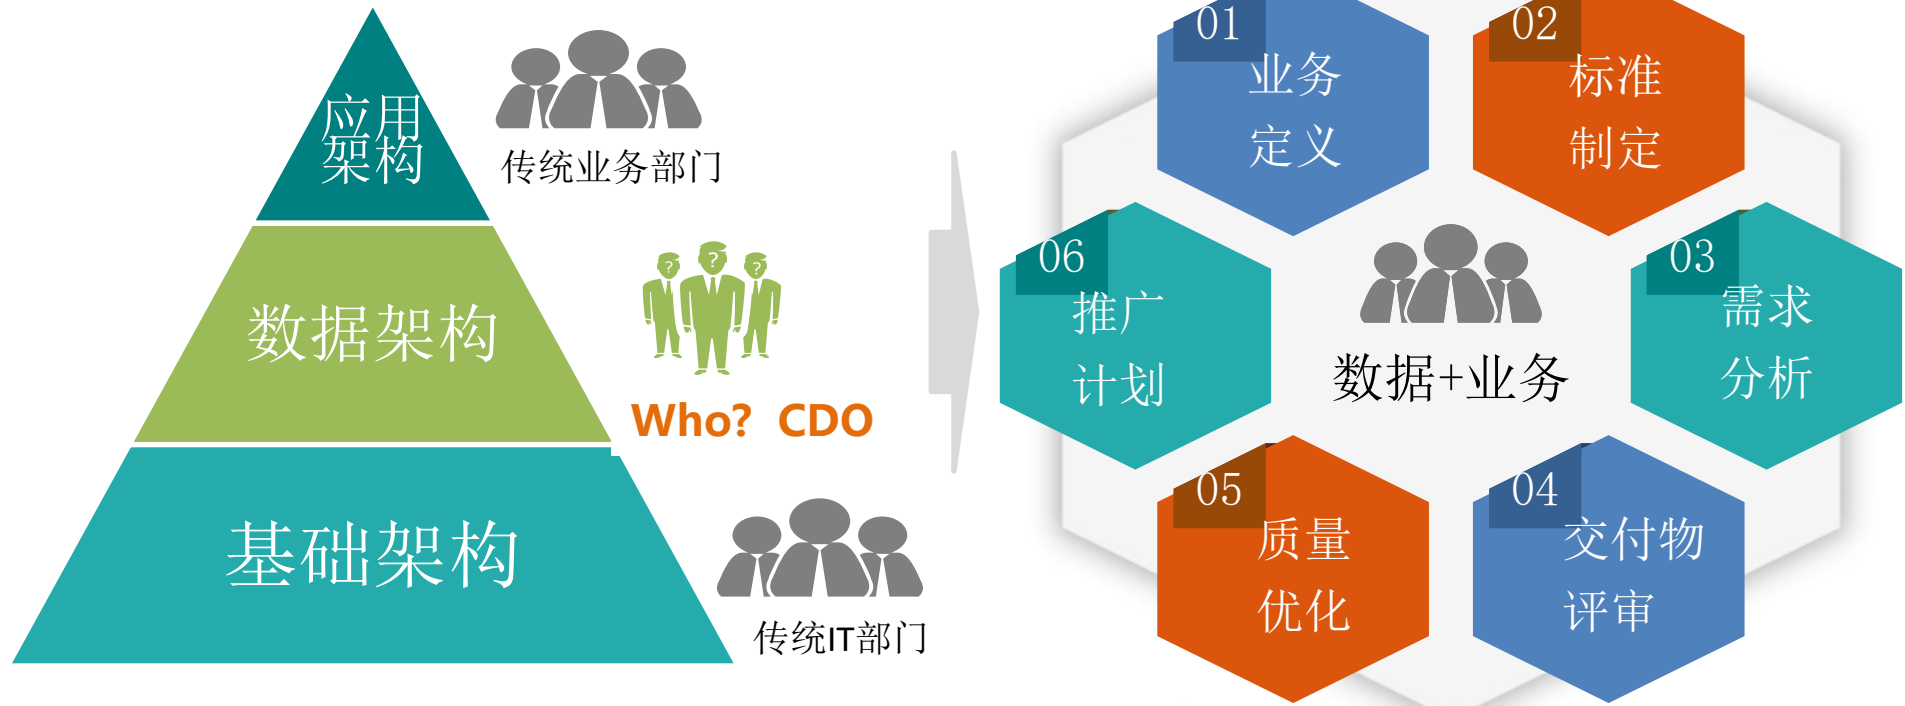 应用
架构
传统业务部门
数据架构
? ? ?
Who? CDO
基础架构
传统IT部门
01
业务
定义
02
标准
制定
03
需求
分析
04
交付物
评审
05
质量
优化
06
推广
计划
数据+业务